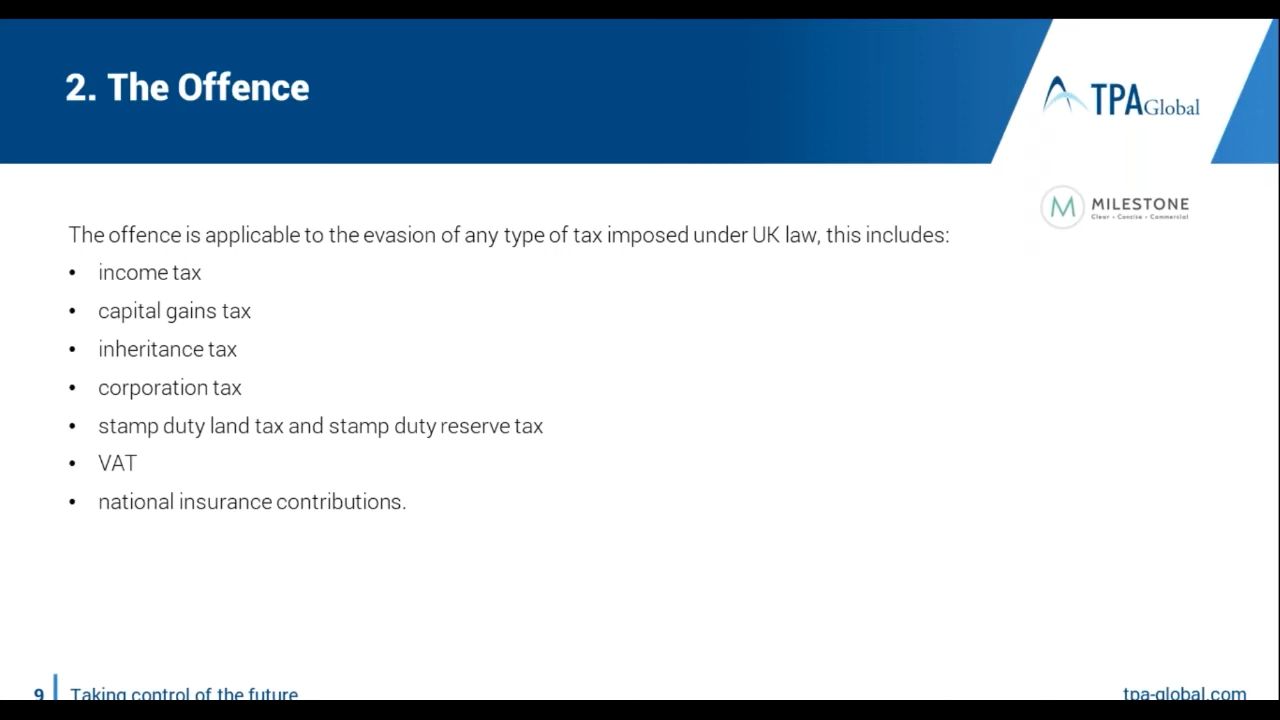 2. The Offence
TPA Global
M MILESTONE
Clear • Concise • Commercial
The offence is applicable to the evasion of any type of tax imposed under UK law, this includes:
• income tax
• capital gains tax
• inheritance tax
• corporation tax
• stamp duty land tax and stamp duty reserve tax
• VAT
• national insurance contributions.
9 Taking control of the future
tpa-global.com